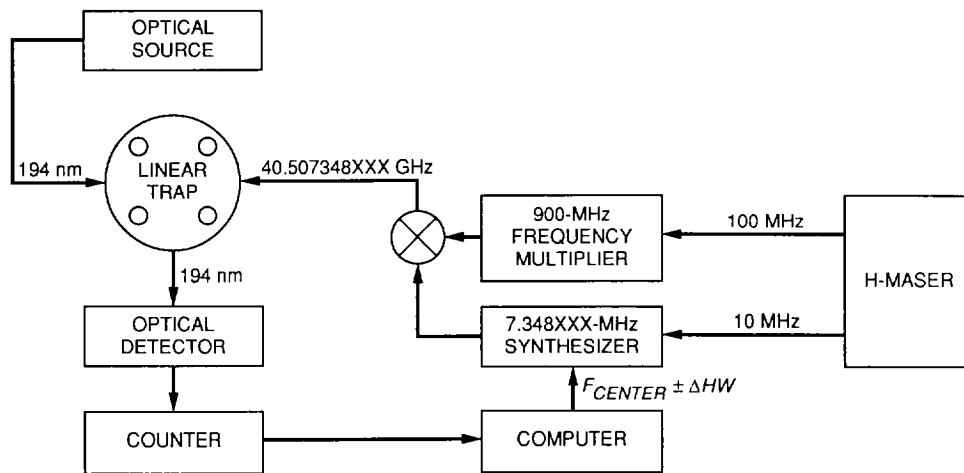 OPTICAL
SOURCE
194 nm
LINEAR
TRAP
40.507348XXX GHz
900-MHz
FREQUENCY
MULTIPLIER
100 MHz
H-MASER
194 nm
OPTICAL
DETECTOR
7.348XXX-MHz
SYNTHESIZER
10 MHz
F_CENTER ± ΔHW
COUNTER
COMPUTER